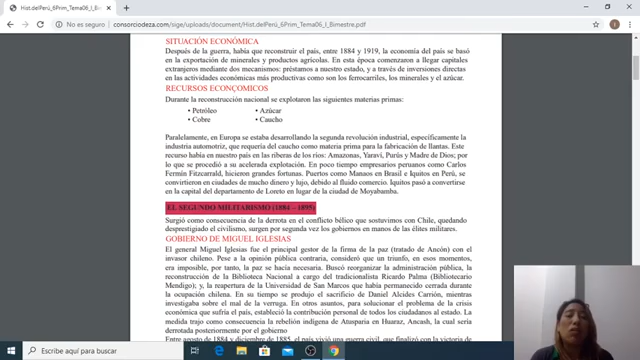 Hist.delPerú_6Prim_Tema06_I_Bimestre.pdf
No es seguro | consorciodeza.com/sige/uploads/document/Hist.delPerú_6Prim_Tema06_I_Bimestre.pdf
SITUACIÓN ECONÓMICA
Después de la guerra, había que reconstruir el país, entre 1884 y 1919, la economía del país se basó
en la exportación de minerales y productos agrícolas. En esta época comenzaron a llegar capitales
extranjeros mediante dos mecanismos: préstamos a nuestro estado, y a través de inversiones directas
en las actividades económicas más productivas como son los ferrocarriles, los minerales y el azúcar.
RECURSOS ECONÓMICOS
Durante la reconstrucción nacional se explotaron las siguientes materias primas:
• Petróleo • Azúcar
• Cobre • Caucho
Paralelamente, en Europa se estaba desarrollando la segunda revolución industrial, específicamente la
industria automotriz, que requería del caucho como materia prima para la fabricación de llantas. Este
recurso había en nuestro país en las riberas de los ríos: Amazonas, Yaraví, Purús y Madre de Dios; por
lo que se procedió a su acelerada explotación. En poco tiempo empresarios peruanos como Carlos
Fermín Fitzcarrald, hicieron grandes fortunas. Puertos como Manaos en Brasil e Iquitos en Perú, se
convirtieron en ciudades de mucho dinero y lujo, debido al fluido comercio. Iquitos pasó a convertirse
en la capital del departamento de Loreto en lugar de la ciudad de Moyabamba.
EL SEGUNDO MILITARISMO (1884 – 1895)
Surgió como consecuencia de la derrota en el conflicto bélico que sostuvimos con Chile, quedando
desprestigiado el civilismo, surgen por segunda vez los gobiernos en manos de las élites militares.
GOBIERNO DE MIGUEL IGLESIAS
El general Miguel Iglesias fue el principal gestor de la firma de la paz (tratado de Ancón) con el
invasor chileno. Pese a la opinión pública contraria, consideró que un triunfo, en esos momentos,
era imposible, por tanto, la paz se hacía necesaria. Buscó reorganizar la administración pública, la
reconstrucción de la Biblioteca Nacional a cargo del tradicionalista Ricardo Palma (Bibliotecario
Mendigo) y, la reapertura de la Universidad de San Marcos que había permanecido cerrada durante
la ocupación chilena. En su tiempo se produjo el sacrificio de Daniel Alcides Carrión, mientras
investigaba sobre el mal de la verruga. En otros asuntos, para solucionar el problema de la crisis
económica que sufría el país, estableció la contribución personal de todos los ciudadanos al estado. La
medida trajo como consecuencia la rebelión indígena de Atusparia en Huaraz, Ancash, la cual sería
derrotada posteriormente por el gobierno
Entre agosto de 1884 y diciembre de 1885, el país vivió una guerra civil, que finalizó con la victoria de
Escribe aquí para buscar